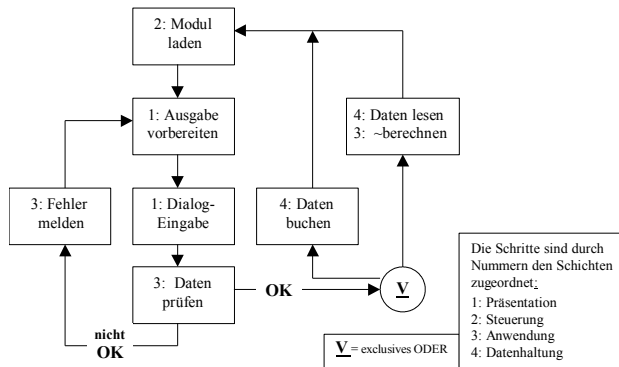 2: Modul
laden
1: Ausgabe
vorbereiten
4: Daten lesen
3: ~berechnen
3: Fehler
melden
1: Dialog-
Eingabe
4: Daten
buchen
3: Daten
prüfen
OK
V
nicht
OK
V = exclusives ODER
Die Schritte sind durch
Nummern den Schichten
zugeordnet:
1: Präsentation
2: Steuerung
3: Anwendung
4: Datenhaltung